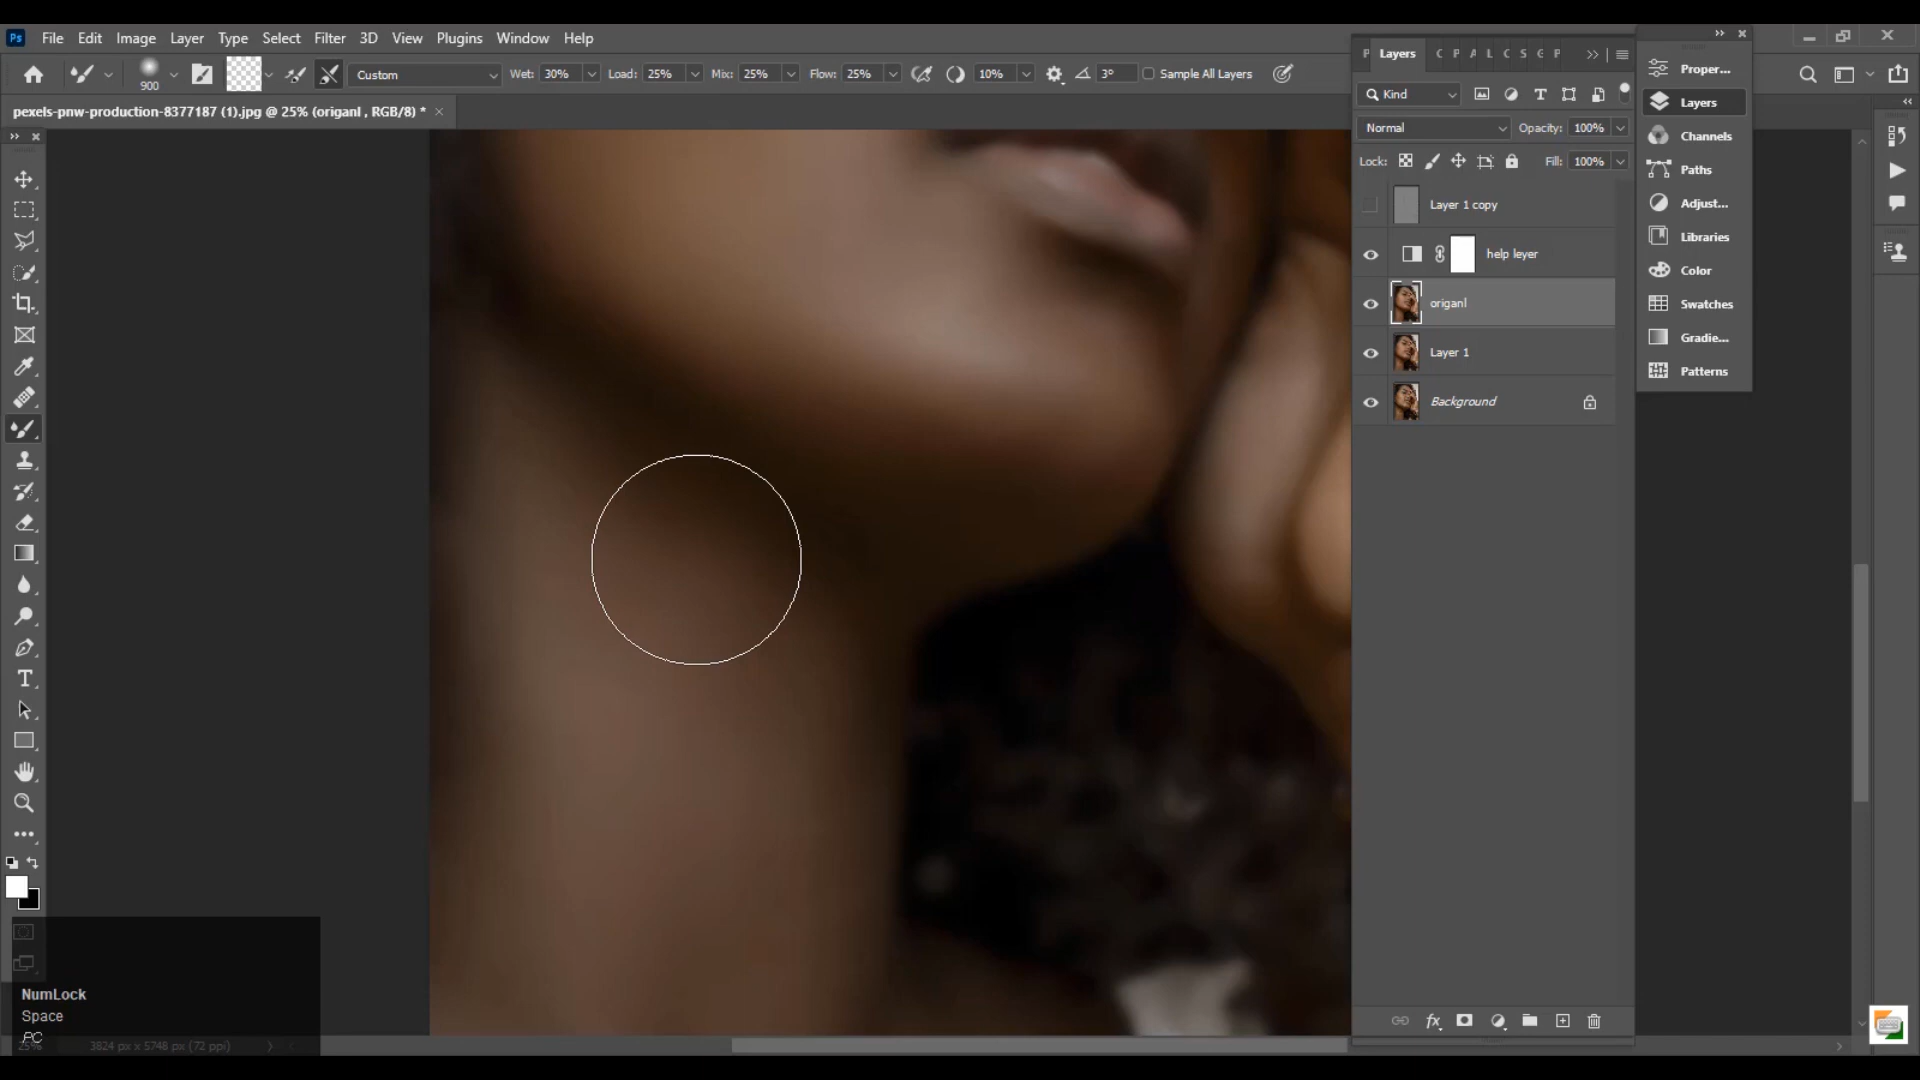 Ps File Edit Image Layer Type Select Filter 3D View Plugins Window Help
900 Custom Wet: 30% Load: 25% Mix: 25% Flow: 25% 10% 3° Sample All Layers
pexels-pnw-production-8377187 (1).jpg @ 25% (origanl , RGB/8) *
P Layers C P A L C S G P
Kind
Normal Opacity: 100%
Lock: Fill: 100%
Layer 1 copy
help leyer
origanl
Layer 1
Background
Proper...
Layers
Channels
Paths
Adjust...
Libraries
Color
Swatches
Gradie...
Patterns
NumLock
Space
PC
25% 3824 px x 5748 px (72 ppi)